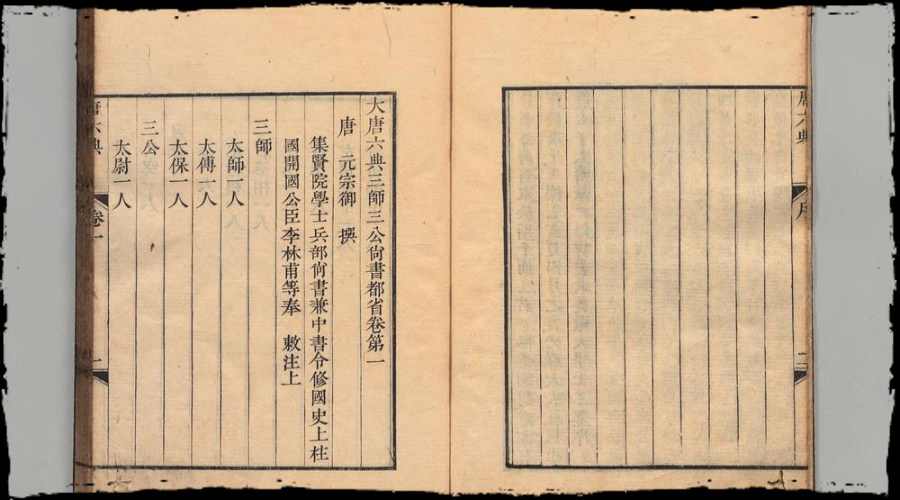 唐六典
序
大唐六典三師三公尚書都省卷第一
唐 元宗御 撰
集賢院學士兵部尚書兼中書令修國史上柱
國開國公臣李林甫等奉 敕注上
三師
太師一人
太傅一人
太保一人
三公
太尉一人
唐六典 卷一 一